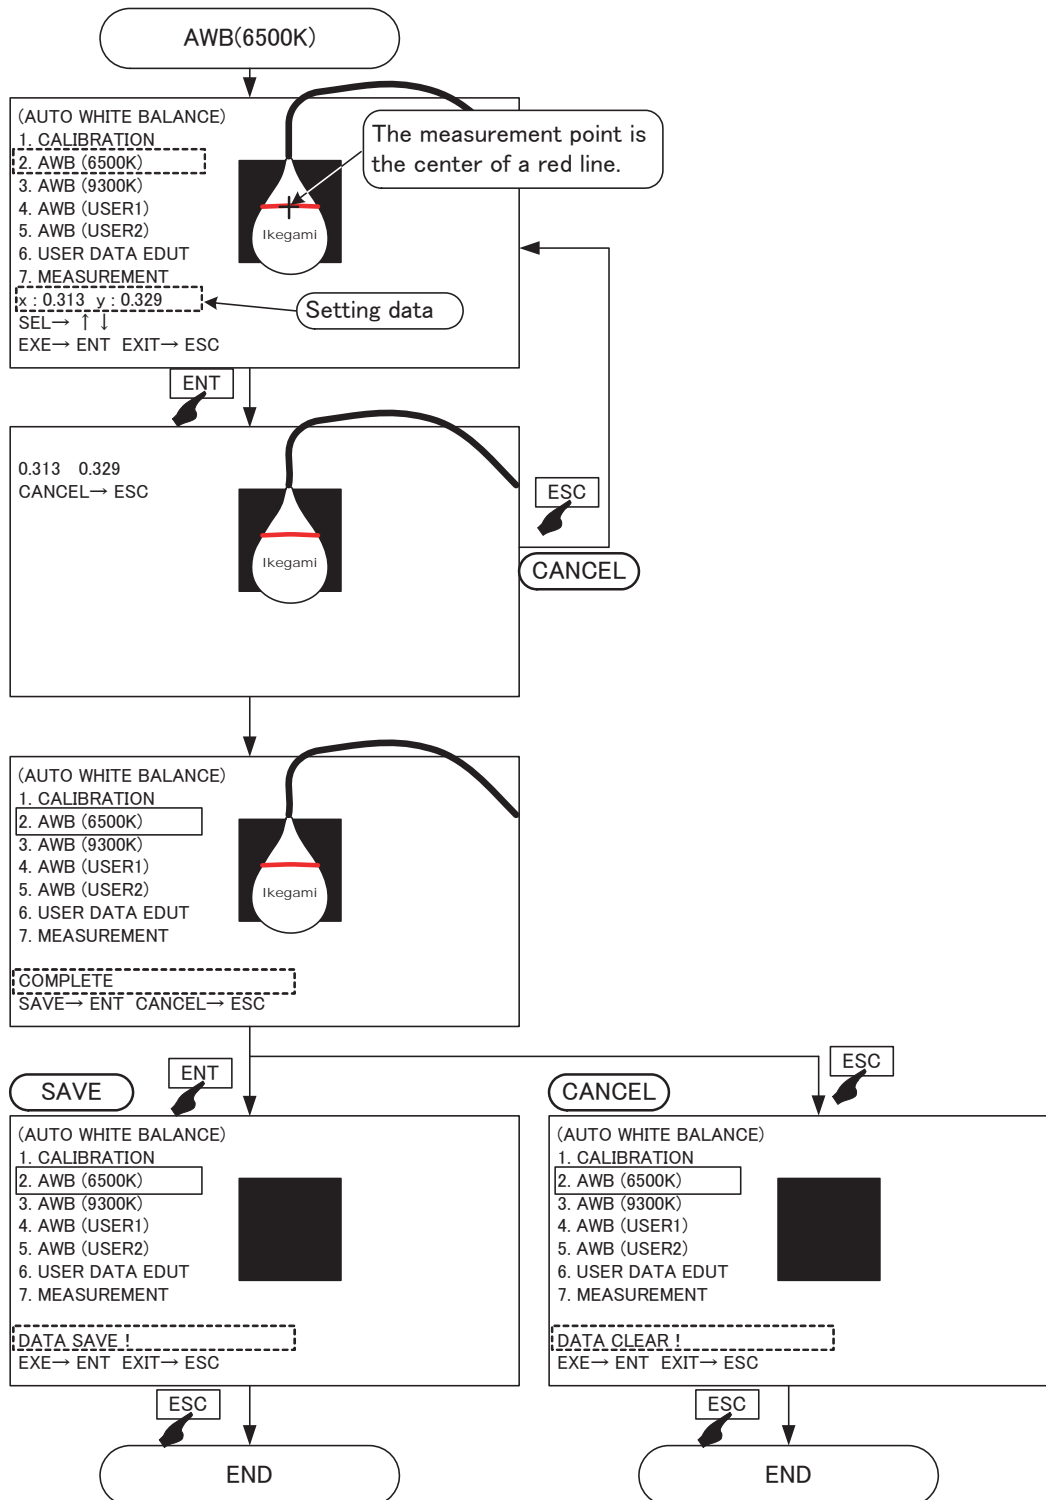 AWB(6500K)
(AUTO WHITE BALANCE)
1. CALIBRATION
2. AWB (6500K)
3. AWB (9300K)
4. AWB (USER1)
5. AWB (USER2)
6. USER DATA EDUT
7. MEASUREMENT
x : 0.313 y : 0.329
SEL→ ↑ ↓
EXE→ ENT EXIT→ ESC
The measurement point is
the center of a red line.
Ikegami
Setting data
ENT
0.313 0.329
CANCEL→ ESC
Ikegami
ESC
CANCEL
(AUTO WHITE BALANCE)
1. CALIBRATION
2. AWB (6500K)
3. AWB (9300K)
4. AWB (USER1)
5. AWB (USER2)
6. USER DATA EDUT
7. MEASUREMENT
Ikegami
COMPLETE
SAVE→ ENT CANCEL→ ESC
ENT
SAVE
(AUTO WHITE BALANCE)
1. CALIBRATION
2. AWB (6500K)
3. AWB (9300K)
4. AWB (USER1)
5. AWB (USER2)
6. USER DATA EDUT
7. MEASUREMENT
DATA SAVE !
EXE→ ENT EXIT→ ESC
ESC
END
ESC
CANCEL
(AUTO WHITE BALANCE)
1. CALIBRATION
2. AWB (6500K)
3. AWB (9300K)
4. AWB (USER1)
5. AWB (USER2)
6. USER DATA EDUT
7. MEASUREMENT
DATA CLEAR !
EXE→ ENT EXIT→ ESC
ESC
END